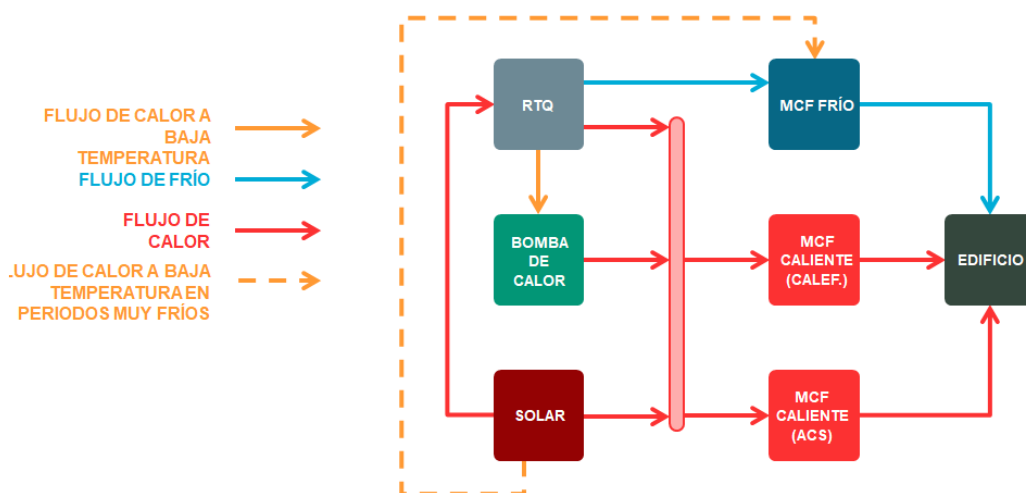 FLUJO DE CALOR A
BAJA
TEMPERATURA
FLUJO DE FRÍO
FLUJO DE
CALOR
LUJO DE CALOR A BAJA
TEMPERATURA EN
PERIODOS MUY FRÍOS
RTQ
MCF FRÍO
BOMBA
DE
CALOR
MCF
CALIENTE
(CALEF.)
EDIFICIO
SOLAR
MCF
CALIENTE
(ACS)